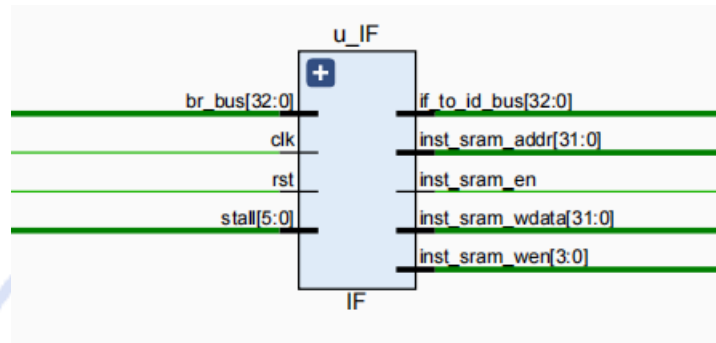 u_IF
br_bus[32:0]
clk
rst
stall[5:0]
if_to_id_bus[32:0]
inst_sram_addr[31:0]
inst_sram_en
inst_sram_wdata[31:0]
inst_sram_wen[3:0]
IF